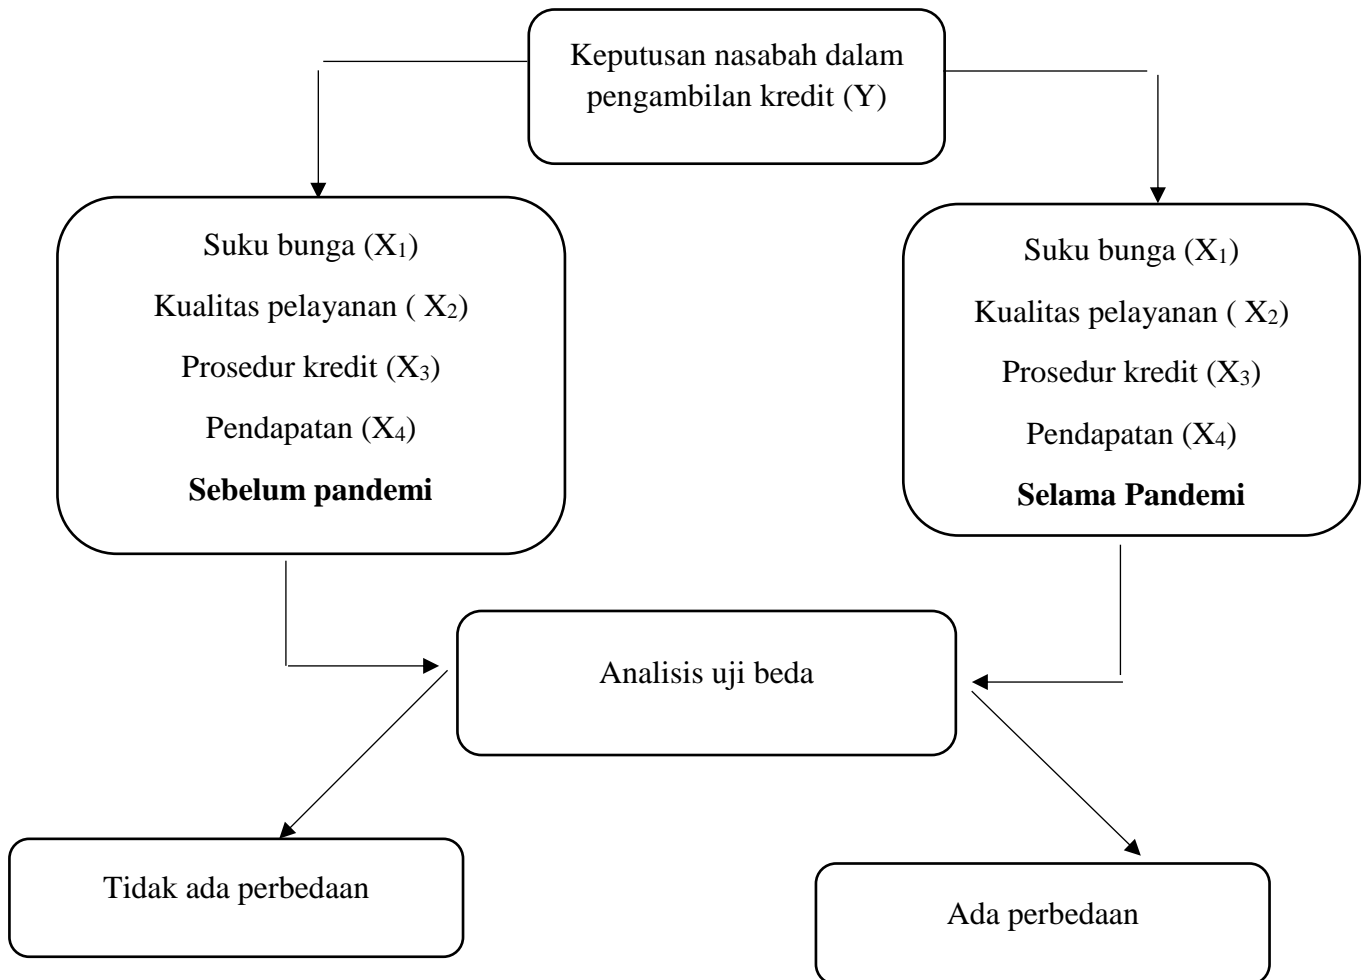 Keputusan nasabah dalam
pengambilan kredit (Y)
Suku bunga (X₁)
Kualitas pelayanan ( X₂)
Prosedur kredit (X₃)
Pendapatan (X₄)
Sebelum pandemi
Suku bunga (X₁)
Kualitas pelayanan ( X₂)
Prosedur kredit (X₃)
Pendapatan (X₄)
Selama Pandemi
Analisis uji beda
Tidak ada perbedaan
Ada perbedaan